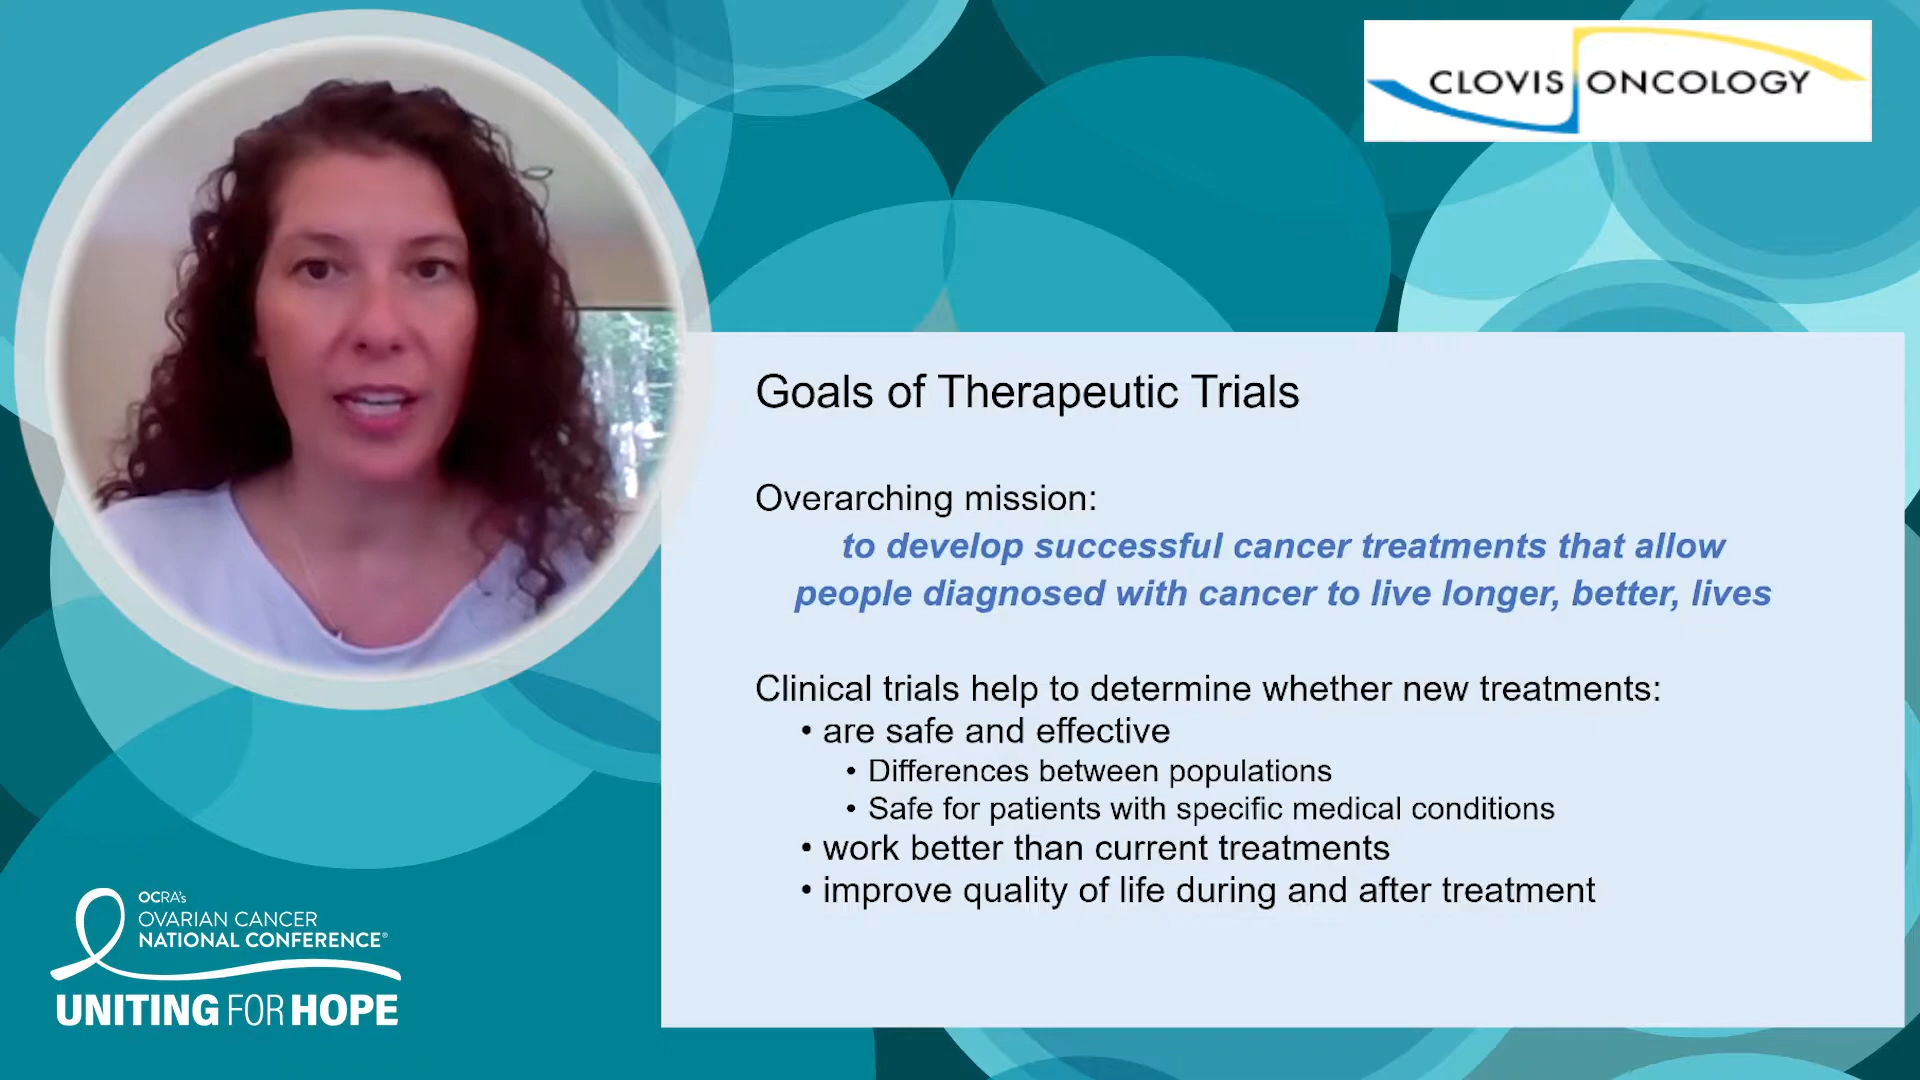 CLOVIS ONCOLOGY
Goals of Therapeutic Trials
Overarching mission:
to develop successful cancer treatments that allow
people diagnosed with cancer to live longer, better, lives
Clinical trials help to determine whether new treatments:
• are safe and effective
• Differences between populations
• Safe for patients with specific medical conditions
• work better than current treatments
• improve quality of life during and after treatment
OCRA's
OVARIAN CANCER
NATIONAL CONFERENCE®
UNITING FOR HOPE